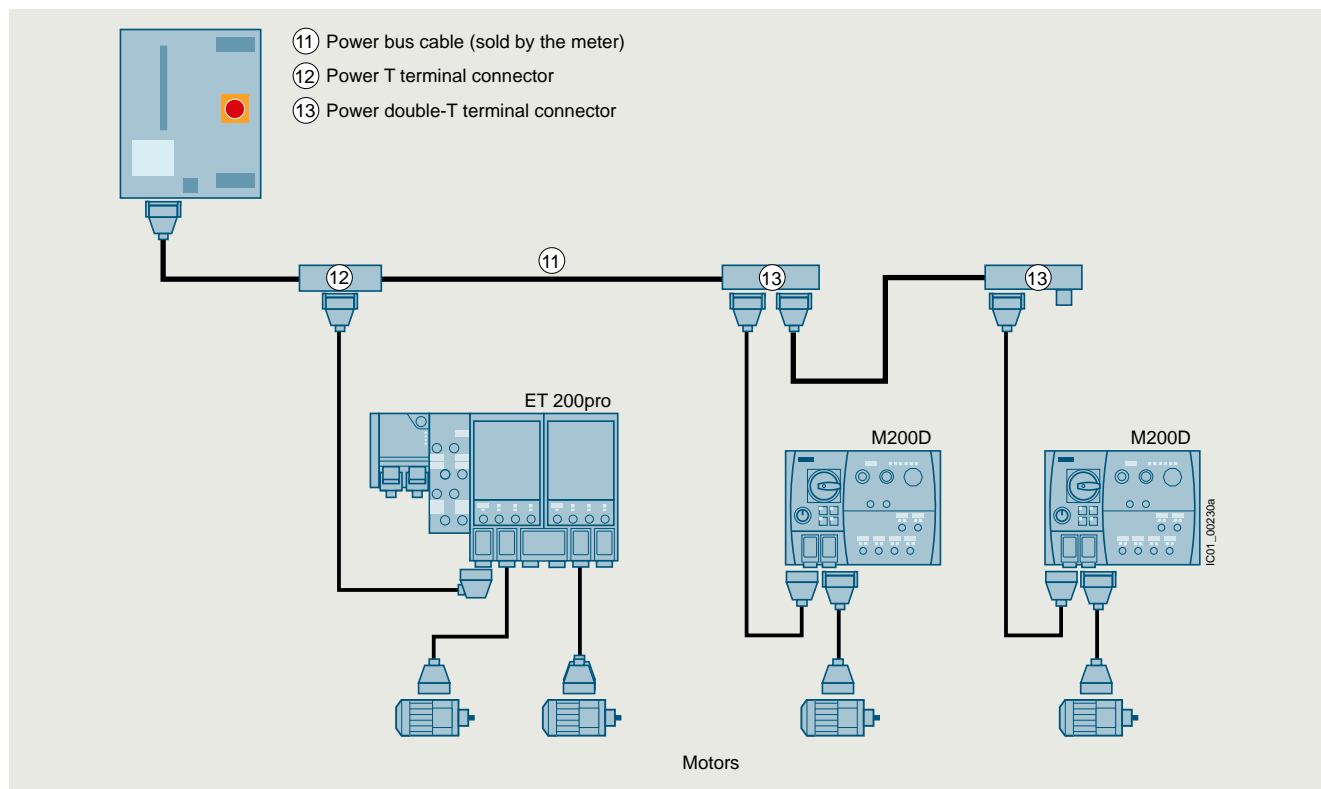 11 Power bus cable (sold by the meter)
12 Power T terminal connector
13 Power double-T terminal connector
11
12
13
13
ET 200pro
M200D
M200D
IC01_00230a
Motors